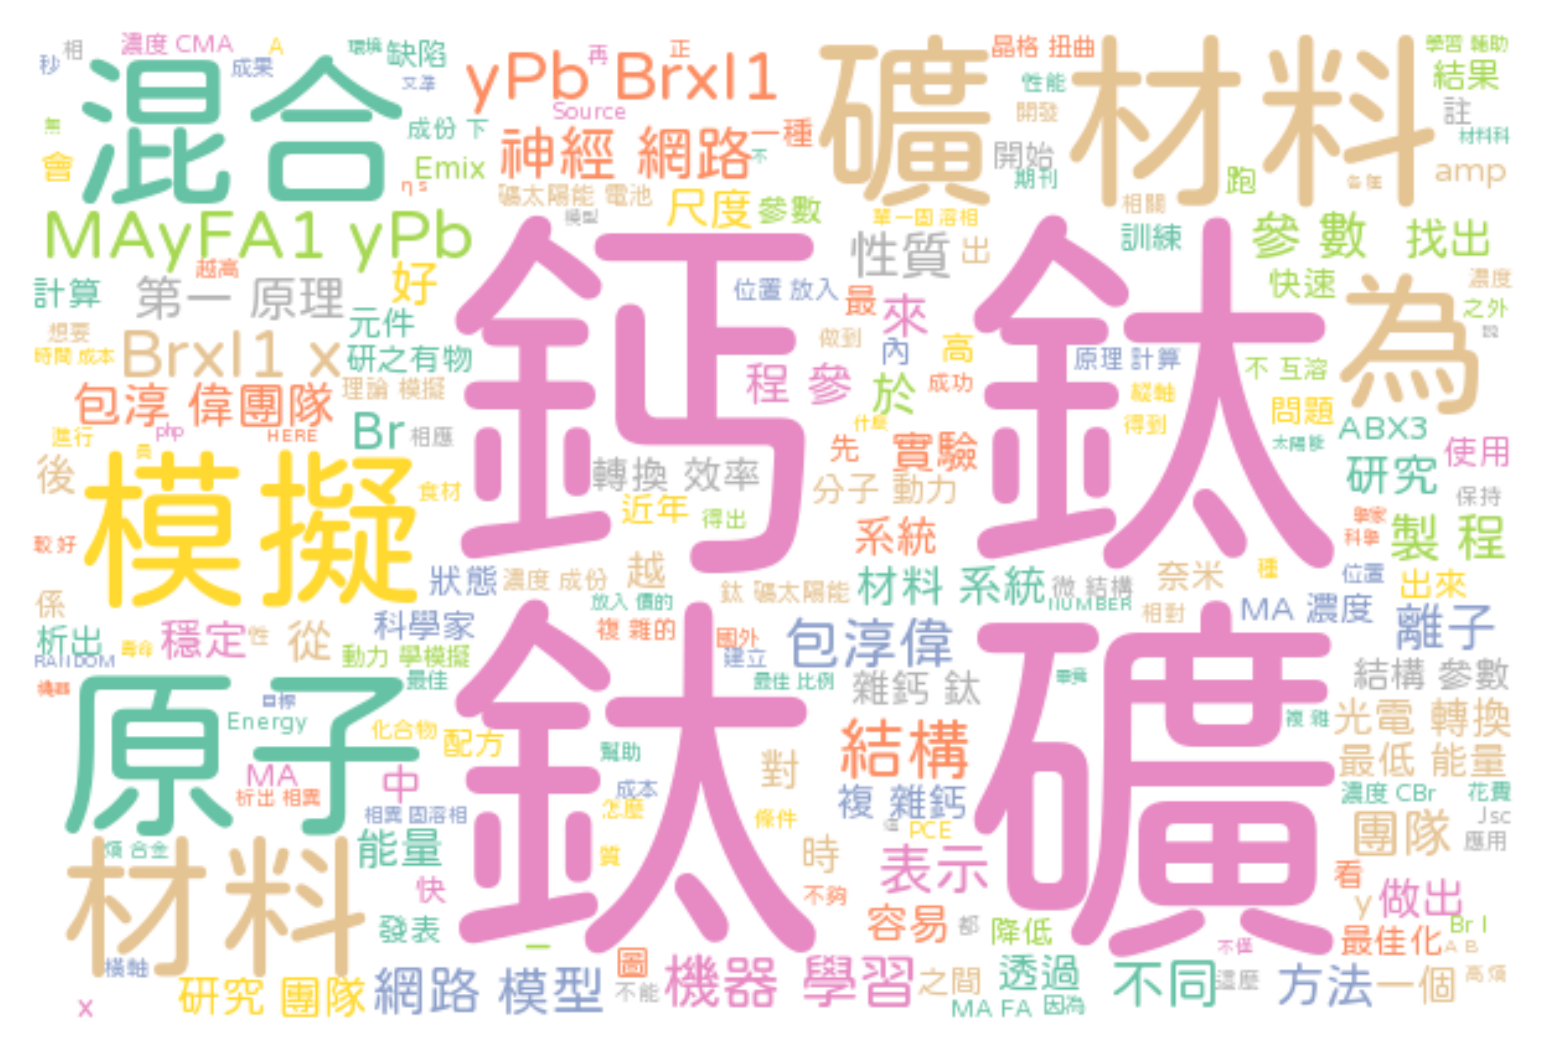 秒 相 濃度 CMA A 環境 缺陷
成果
混合
yPb Brxl1
再 正
Source
成份 下
神經 網路
一種
不
礦 材料
晶格 扭曲
性能
開發
開始
期刊
學習 輔助
結果
註
材料科
amp
跑
相關
無
會
Emix
ηs
礦太陽能 電池
模型
尺度
參數
單一固 溶相
MAyFA1 yPb
性質
出
訓練
參 數 找出
計算
越高
第一 原理
好
元件
位置 放入
最
來
快速
濃度
之外
為
鈣 鈦
想要
時間 成本
Brxl1 x
研之有物
做到
內
高
原理 計算
不 互溶
包淳 偉團隊
理論 模擬
程 參
於
成功
縱軸
得到
問題
什麼
太陽能
進行
php
HERE
Br
相應
ABX3
使用
先
實驗
後
模擬
食材
轉換 效率
近年
得出
分子 動力
研究
保持
較好
系統
學家
科學
製 程
狀態
濃度 成份
越
放入 價的
鈦 礦太陽能
材料 系統
微 結構
NUMBER
奈米
種
位置
出來
相對
MA 濃度
離子
係
析出
RANDOM
壽命
穩定
性
從
科學家
動力 學模擬
複 雜的
國外
建立
包淳偉
鈦 礦
機器
最佳
最佳 比例
雜鈣 鈦
畢竟
結構 參數
原子
目標
Energy
化合物
配方
幫助
對
結構
複 雜
光電 轉換
最低 能量
MA
析出 相異
中
相異 固溶相
成本
怎麼
條件
複 雜鈣
PCE
濃度 CBr
花費
Jsc
團隊
應用
熵 合金
能量
質
時
表示
材料
快
不夠
看
y
做出
發表
容易
都
降低
Br I
最佳化
A B
橫軸
一
圖
不能
機器 學習
之間
透過
不同
不僅
這麼
方法
一個
高熵
x
研究 團隊
網路 模型
MA FA
因為